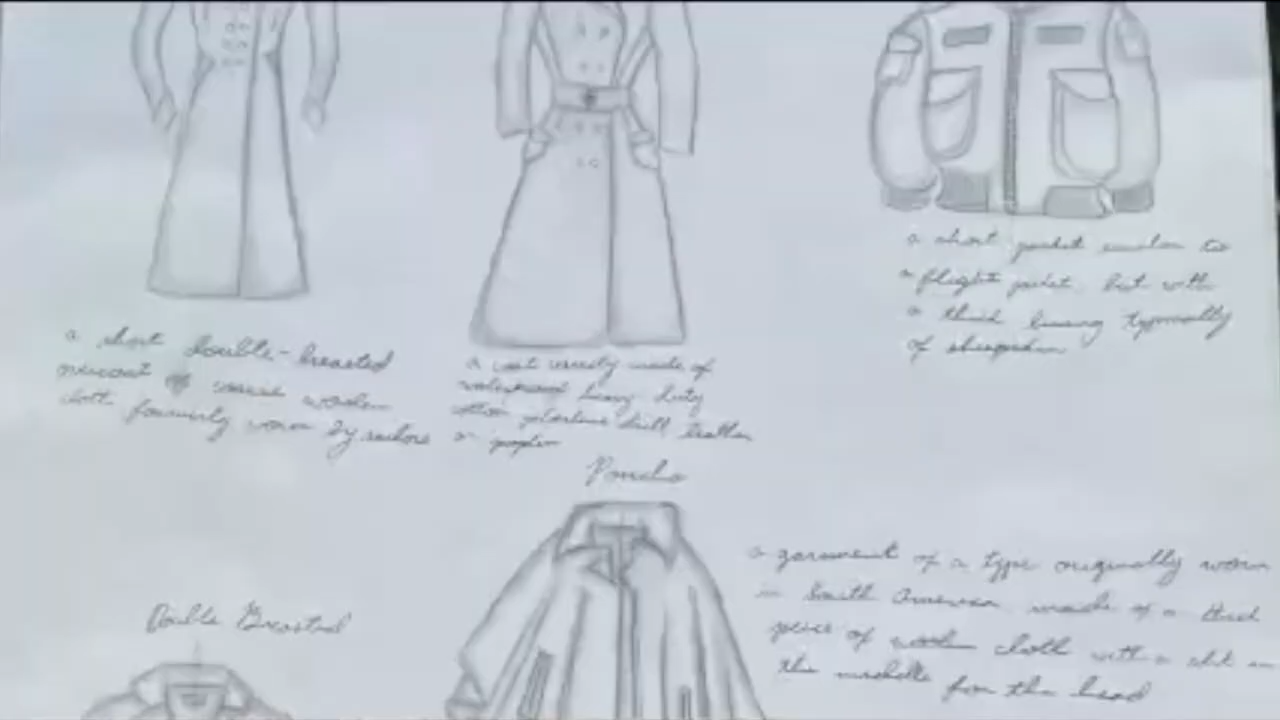 a short double-breasted
overcoat of coarse woolen
cloth formerly worn by sailors
a coat usually made of
waterproof heavy duty
cotton gabardine drill, leather
or poplin
a short jacket similar to
a flight jacket, but with
a thick lining typically
of sheepskin
Poncho
a garment of a type originally worn
in South America, made of a thick
piece of woolen cloth with a slit in
the middle for the head
Double Breasted